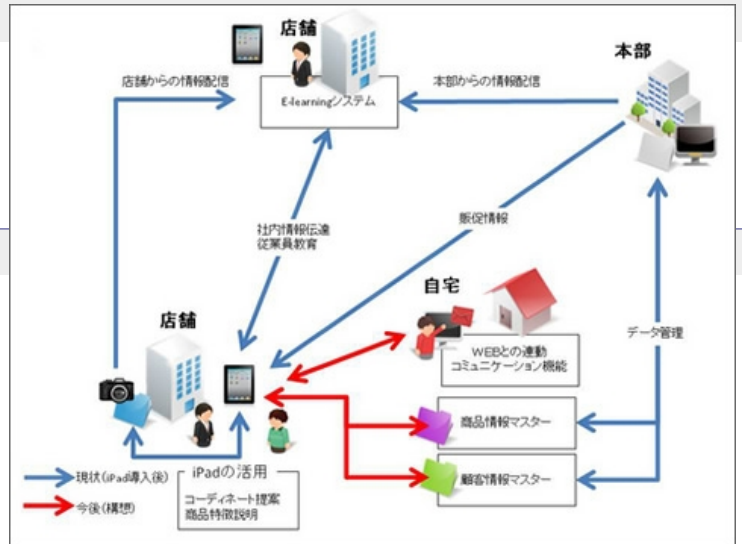 店舗
本部
店舗からの情報配信
本部からの情報配信
E-learningシステム
社内情報伝達
従業員教育
販促情報
自宅
店舗
データ管理
WEBとの連動
コミュニケーション機能
商品情報マスター
顧客情報マスター
現状(iPad導入後)
今後(構想)
iPadの活用
コーディネート提案
商品特徴説明